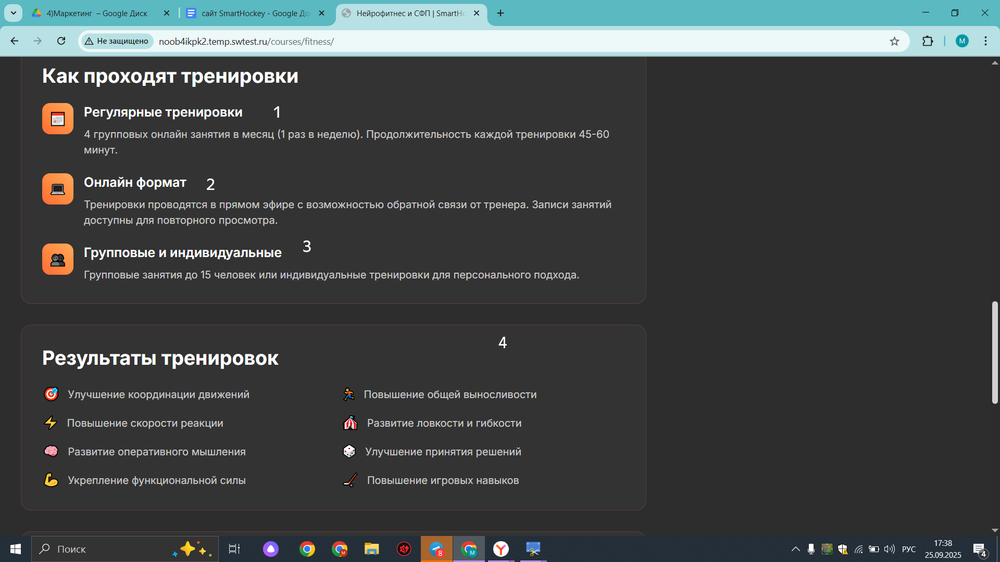 4)Маркетинг – Google Диск
сайт SmartHockey - Google До
Нейрофитнес и СФП | SmartHo
Не защищено
noob4ikpk2.temp.swtest.ru/courses/fitness/
M
Как проходят тренировки
Регулярные тренировки 1
4 групповых онлайн занятия в месяц (1 раз в неделю). Продолжительность каждой тренировки 45-60
минут.
Онлайн формат 2
Тренировки проводятся в прямом эфире с возможностью обратной связи от тренера. Записи занятий
доступны для повторного просмотра.
Групповые и индивидуальные 3
Групповые занятия до 15 человек или индивидуальные тренировки для персонального подхода.
4
Результаты тренировок
Улучшение координации движений
Повышение общей выносливости
Повышение скорости реакции
Развитие ловкости и гибкости
Развитие оперативного мышления
Улучшение принятия решений
Укрепление функциональной силы
Повышение игровых навыков
Поиск
M
8
M
РУС
17:38
25.09.2025
4